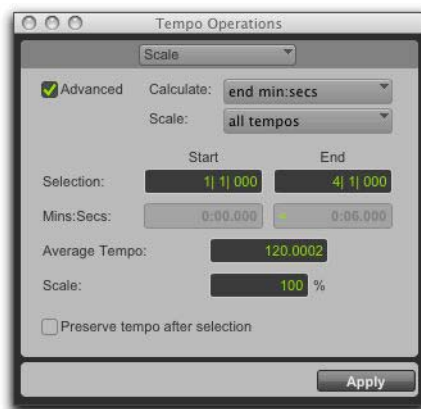 Tempo Operations
Scale
Advanced Calculate: end min:secs
Scale: all tempos
Start End
Selection: 1| 1| 000 4| 1| 000
Mins:Secs: 0:00.000 0:06.000
Average Tempo: 120.0002
Scale: 100 %
Preserve tempo after selection
Apply